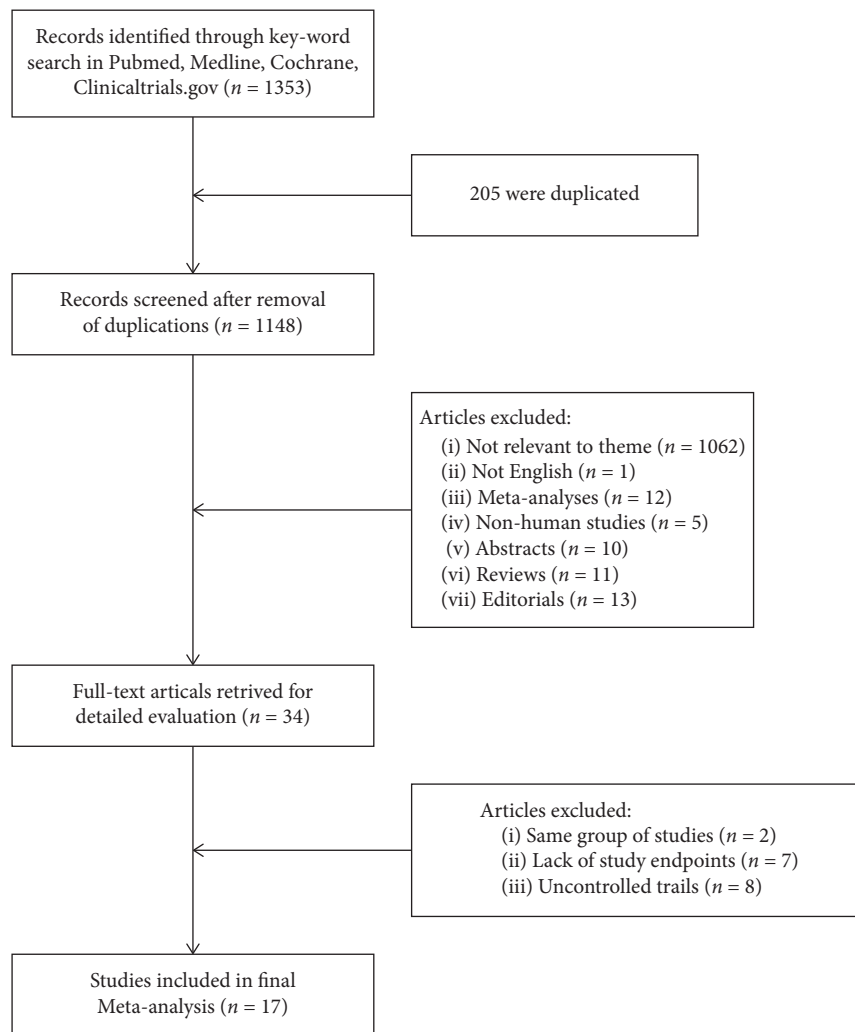 Records identified through key-word
search in Pubmed, Medline, Cochrane,
Clinicaltrials.gov (n = 1353)
205 were duplicated
Records screened after removal
of duplications (n = 1148)
Articles excluded:
(i) Not relevant to theme (n = 1062)
(ii) Not English (n = 1)
(iii) Meta-analyses (n = 12)
(iv) Non-human studies (n = 5)
(v) Abstracts (n = 10)
(vi) Reviews (n = 11)
(vii) Editorials (n = 13)
Full-text articals retrived for
detailed evaluation (n = 34)
Articles excluded:
(i) Same group of studies (n = 2)
(ii) Lack of study endpoints (n = 7)
(iii) Uncontrolled trails (n = 8)
Studies included in final
Meta-analysis (n = 17)